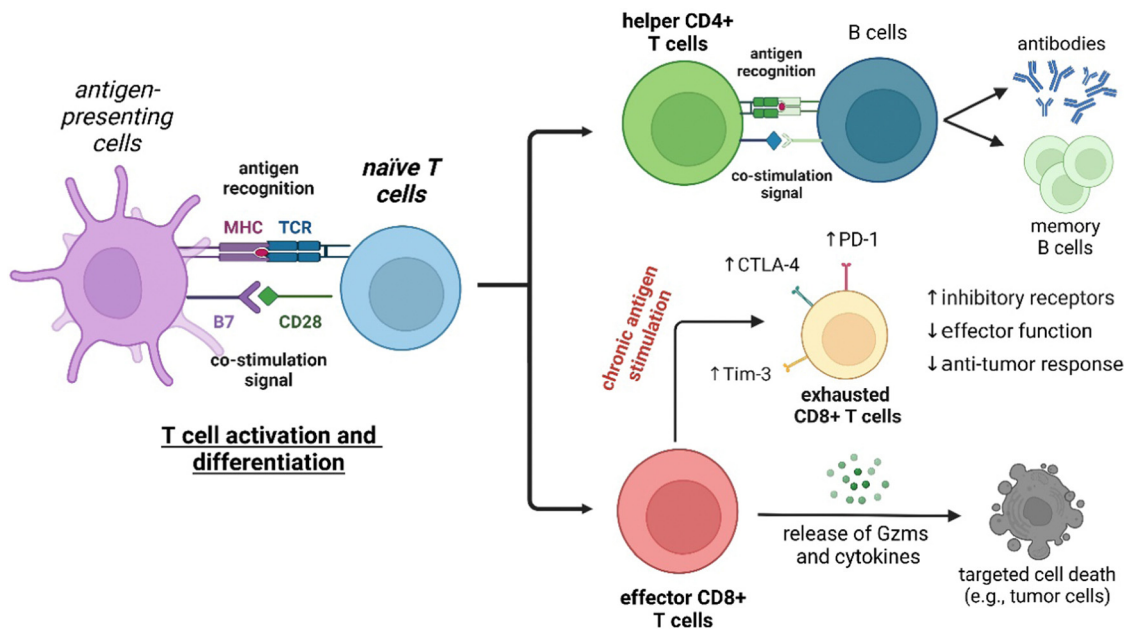 antigen-
presenting
cells
antigen
recognition
MHC TCR
naïve T
cells
B7 CD28
co-stimulation
signal
T cell activation and
differentiation
helper CD4+
T cells
antigen
recognition
B cells
co-stimulation
signal
antibodies
memory
B cells
chronic antigen
stimulation
↑CTLA-4
↑PD-1
↑Tim-3
exhausted
CD8+ T cells
↑inhibitory receptors
↓effector function
↓anti-tumor response
effector CD8+
T cells
release of Gzms
and cytokines
targeted cell death
(e.g., tumor cells)